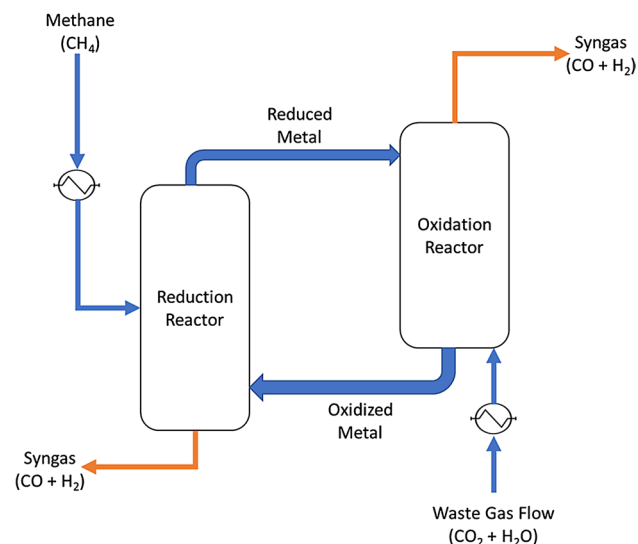 Methane
(CH₄)
Syngas
(CO + H₂)
Reduced
Metal
Oxidation
Reactor
Reduction
Reactor
Oxidized
Metal
Syngas
(CO + H₂)
Waste Gas Flow
(CO₂ + H₂O)